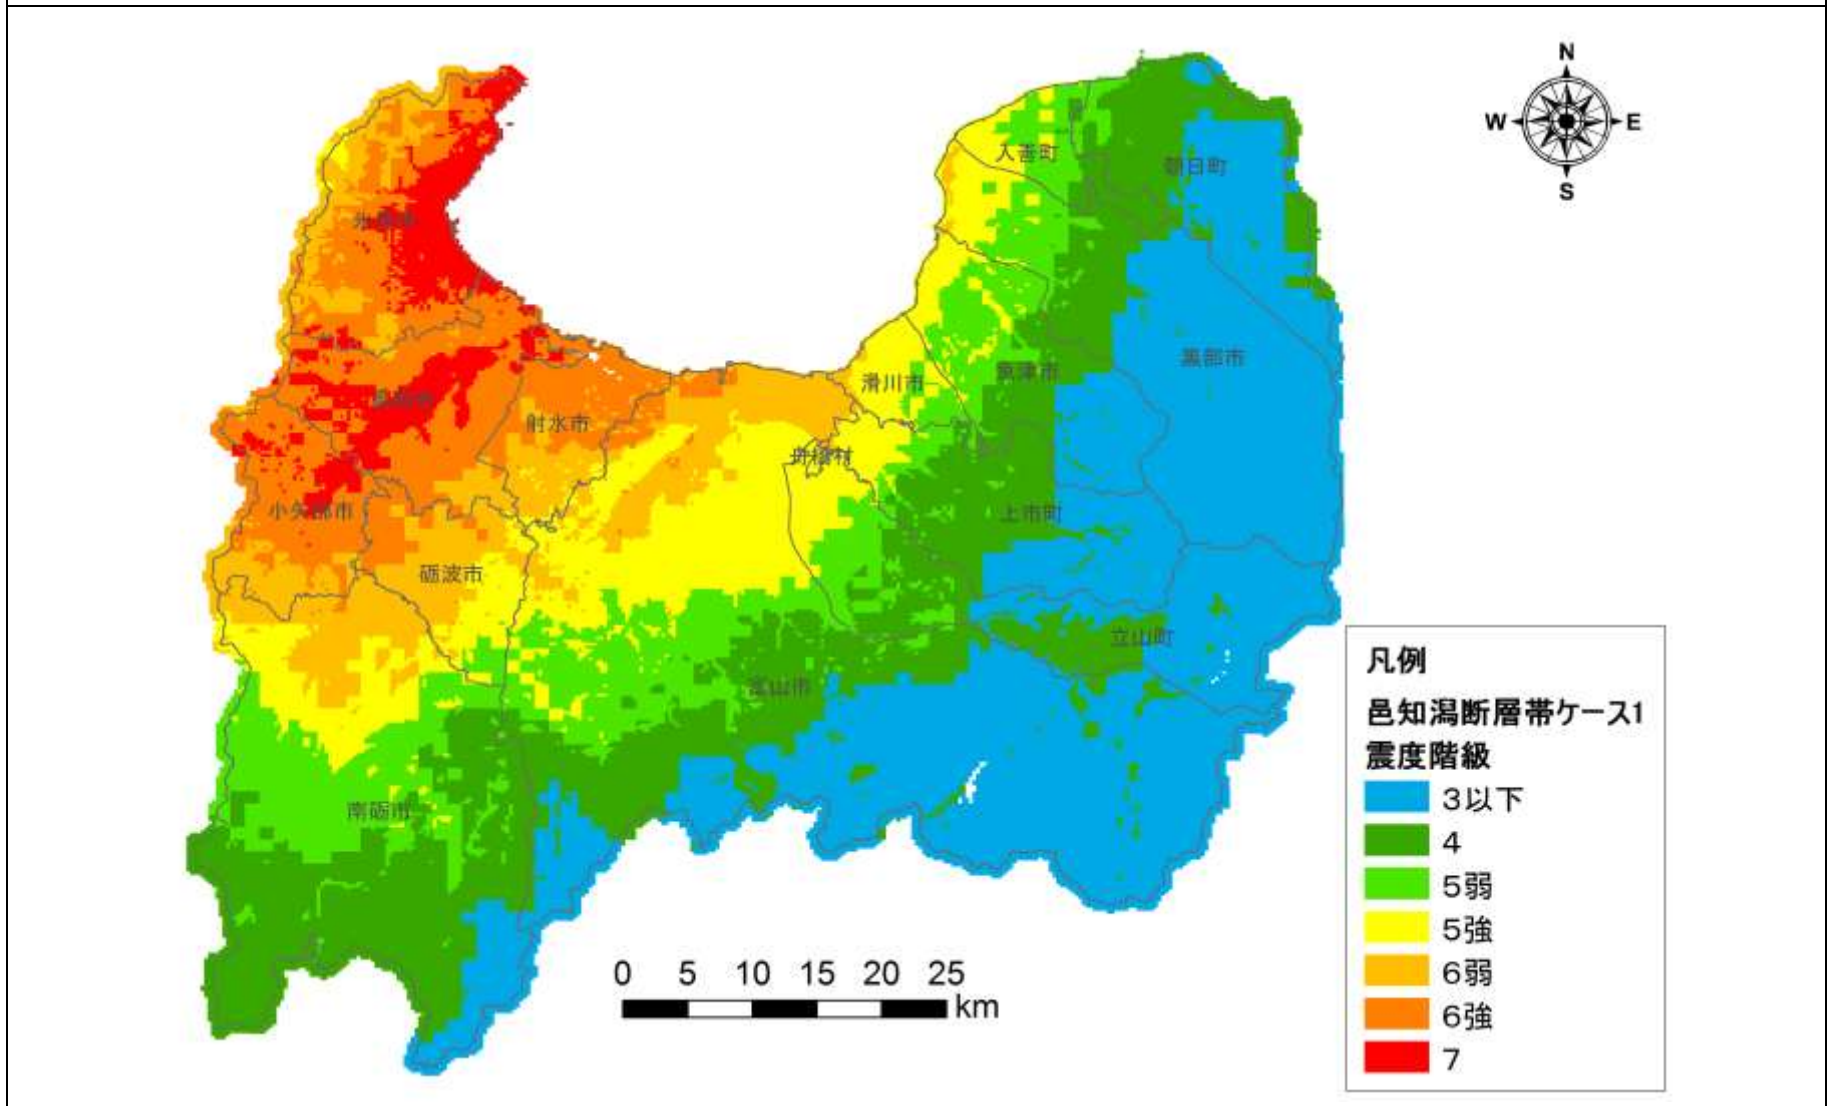 N
W
E
S
入善町
朝日町
氷見市
黒部市
魚津市
滑川市
高岡市
射水市
舟橋村
小矢部市
上市町
砺波市
立山町
富山市
南砺市
凡例
邑知潟断層帯ケース1
震度階級
3以下
4
5弱
5強
6弱
6強
7
0 5 10 15 20 25
km